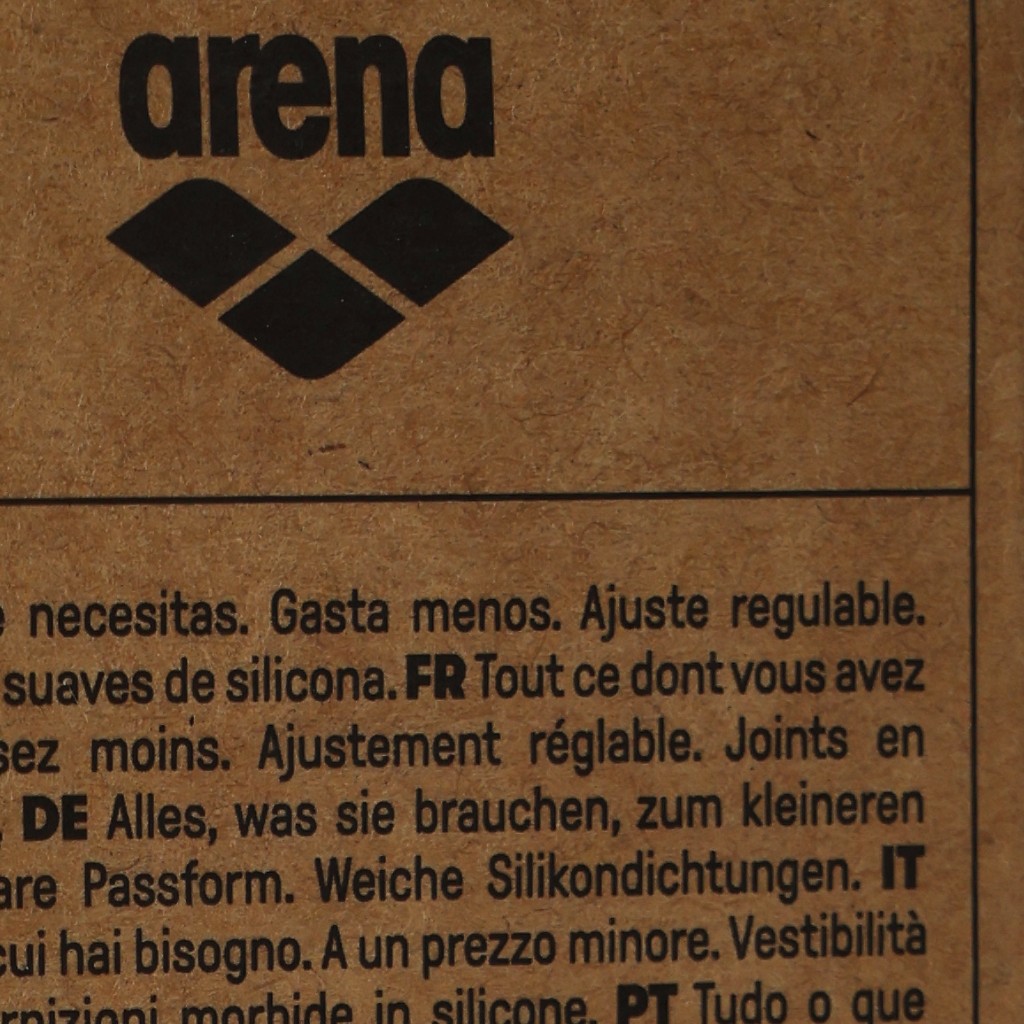 arena
necesitas. Gasta menos. Ajuste regulable.
suaves de silicona. FR Tout ce dont vous avez
moins. Ajustement réglable. Joints en
DE Alles, was sie brauchen, zum kleineren
Passform. Weiche Silikondichtungen. IT
cui hai bisogno. A un prezzo minore. Vestibilità
morbide in silicone. PT Tudo o que